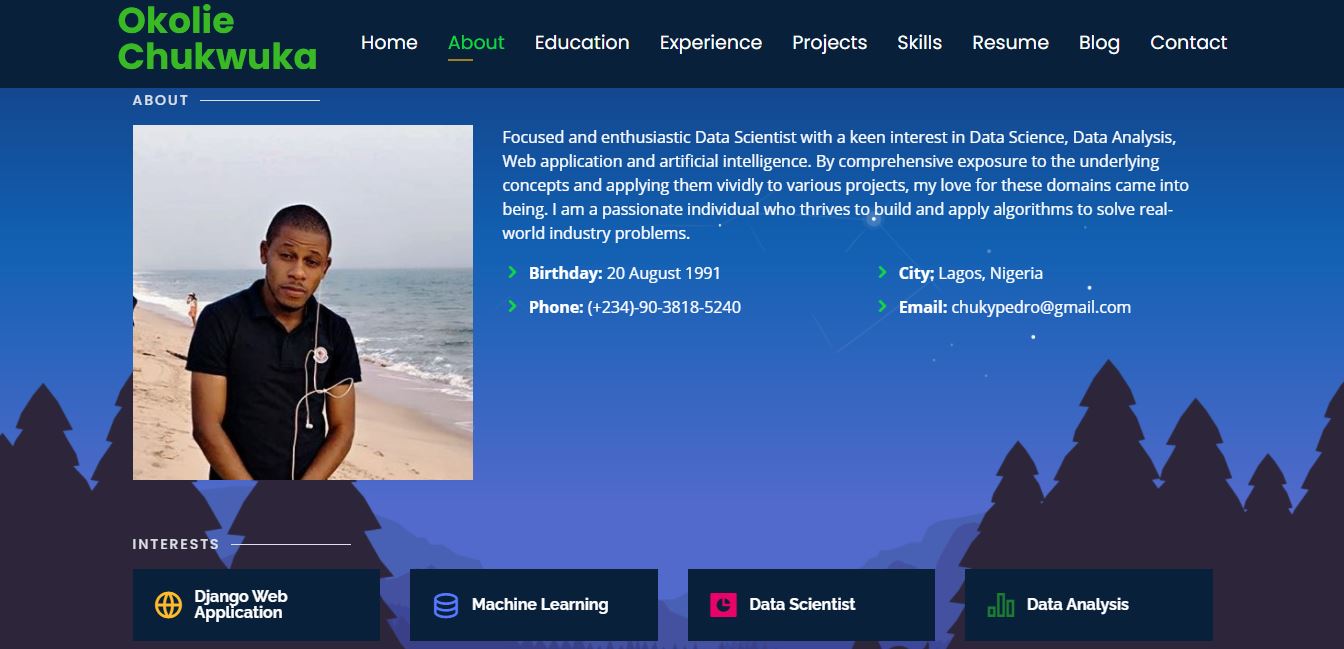 Okolie
Chukwuka
Home About Education Experience Projects Skills Resume Blog Contact
ABOUT
Focused and enthusiastic Data Scientist with a keen interest in Data Science, Data Analysis,
Web application and artificial intelligence. By comprehensive exposure to the underlying
concepts and applying them vividly to various projects, my love for these domains came into
being. I am a passionate individual who thrives to build and apply algorithms to solve real-
world industry problems.
Birthday: 20 August 1991 City; Lagos, Nigeria
Phone: (+234)-90-3818-5240 Email: chukypedro@gmail.com
INTERESTS
Django Web
Application
Machine Learning
Data Scientist
Data Analysis